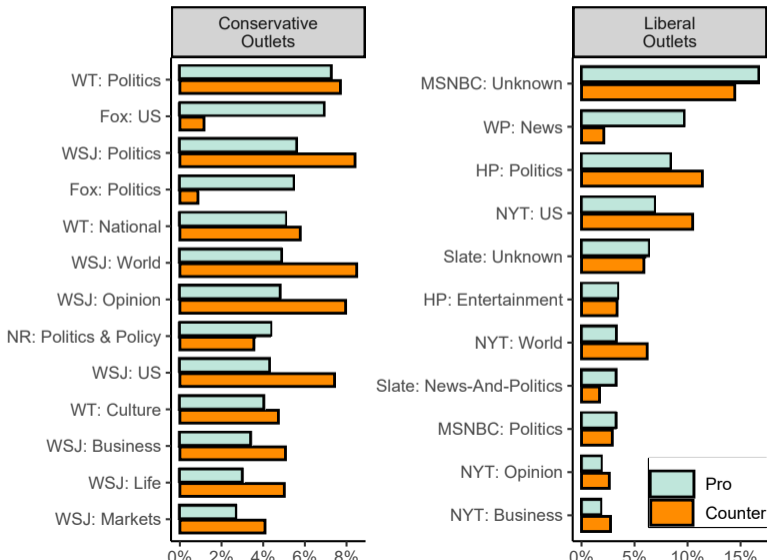 Conservative
Outlets
WT: Politics
Fox: US
WSJ: Politics
Fox: Politics
WT: National
WSJ: World
WSJ: Opinion
NR: Politics & Policy
WSJ: US
WT: Culture
WSJ: Business
WSJ: Life
WSJ: Markets
0% 2% 4% 6% 8%
Liberal
Outlets
MSNBC: Unknown
WP: News
HP: Politics
NYT: US
Slate: Unknown
HP: Entertainment
NYT: World
Slate: News-And-Politics
MSNBC: Politics
NYT: Opinion
NYT: Business
Pro
Counter
0% 5% 10% 15%